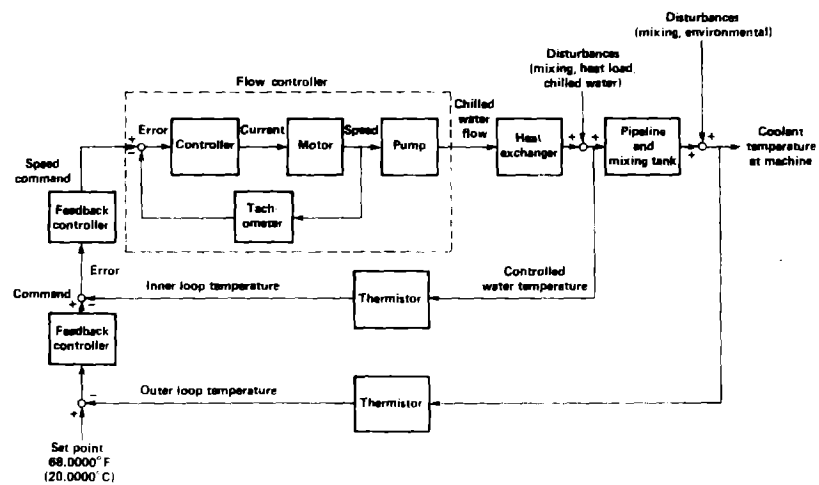 Disturbances
(mixing, environmental)
Disturbances
(mixing, heat load,
chilled water)
Flow controller
Chilled
water
flow
Error
Current
Speed
Controller
Motor
Pump
Heat
exchanger
Pipeline
and
mixing tank
Coolant
temperature
at machine
Speed
command
Tach-
ometer
Feedback
controller
Error
Command
Inner loop temperature
Thermistor
Controlled
water temperature
Feedback
controller
Outer loop temperature
Thermistor
Set point
68.0000°F
(20.0000°C)